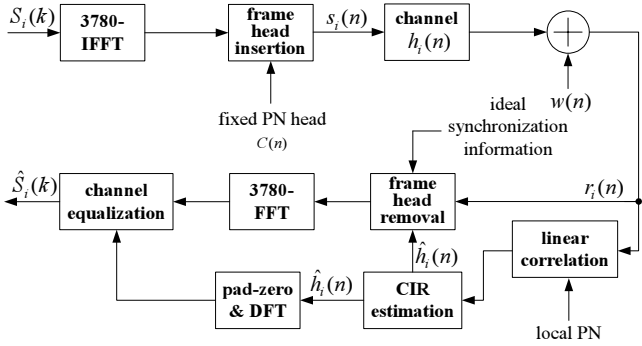 S_i(k)
3780-
IFFT
frame
head
insertion
s_i(n)
channel
h_i(n)
fixed PN head
C(n)
w(n)
ideal
synchronization
information
Ŝ_i(k)
channel
equalization
3780-
FFT
frame
head
removal
r_i(n)
ĥ_i(n)
linear
correlation
pad-zero
& DFT
ĥ_i(n)
CIR
estimation
local PN